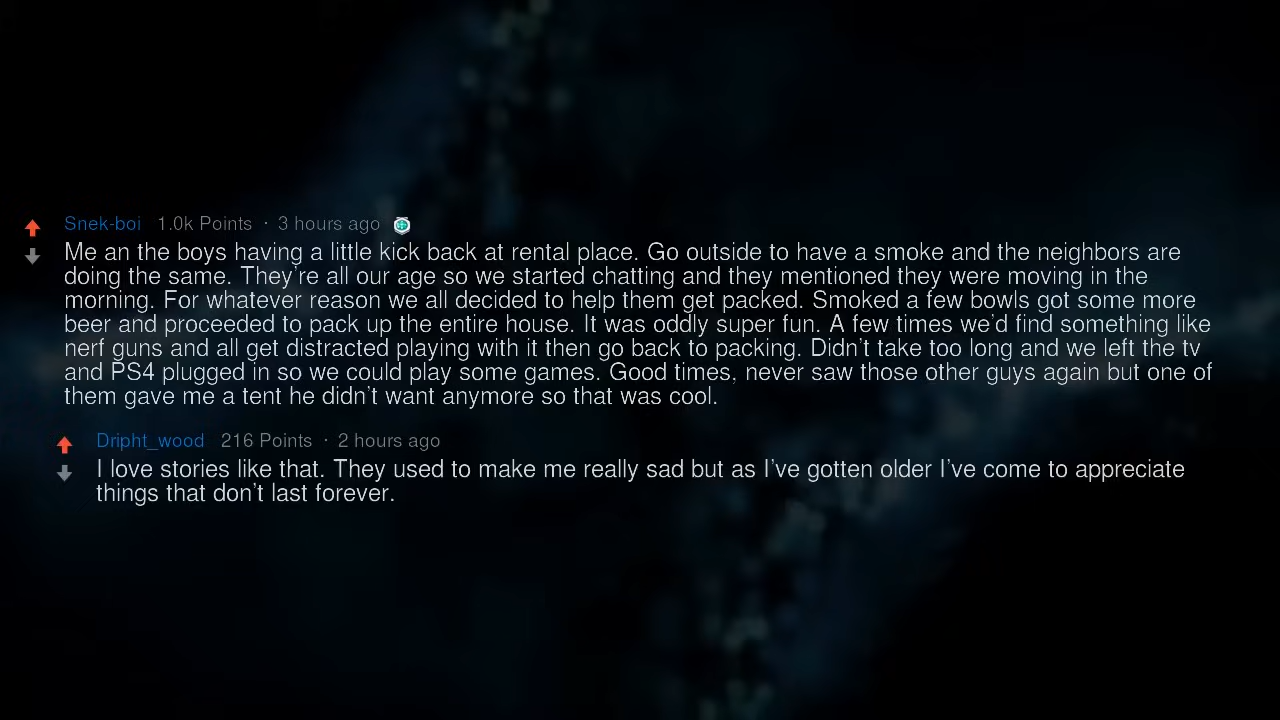 Snek-boi 1.0k Points · 3 hours ago
Me an the boys having a little kick back at rental place. Go outside to have a smoke and the neighbors are
doing the same. They're all our age so we started chatting and they mentioned they were moving in the
morning. For whatever reason we all decided to help them get packed. Smoked a few bowls got some more
beer and proceeded to pack up the entire house. It was oddly super fun. A few times we'd find something like
nerf guns and all get distracted playing with it then go back to packing. Didn't take too long and we left the tv
and PS4 plugged in so we could play some games. Good times, never saw those other guys again but one of
them gave me a tent he didn't want anymore so that was cool.
Dripht_wood 216 Points · 2 hours ago
I love stories like that. They used to make me really sad but as I've gotten older I've come to appreciate
things that don't last forever.